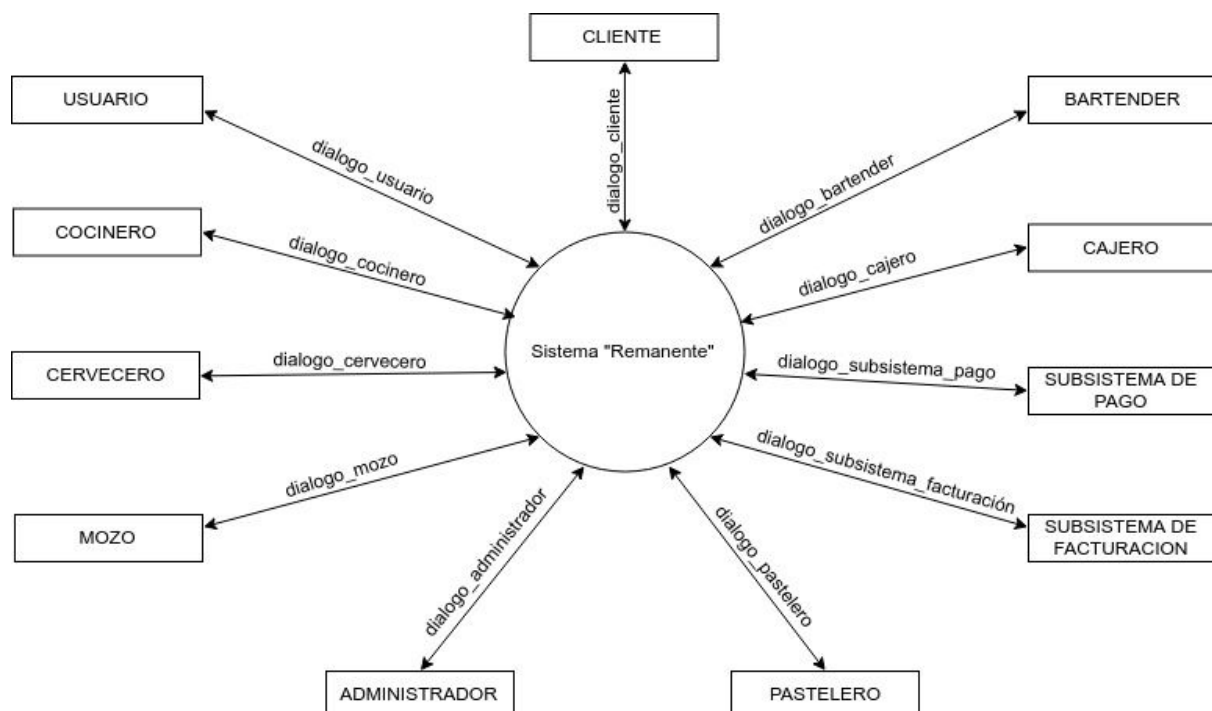 CLIENTE
USUARIO
BARTENDER
dialogo_cliente
dialogo_usuario
dialogo_bartender
COCINERO
CAJERO
dialogo_cocinero
dialogo_cajero
Sistema "Remanente"
CERVECERO
dialogo_cervecero
dialogo_subsistema_pago
SUBSISTEMA DE
PAGO
dialogo_mozo
dialogo_subsistema_facturación
MOZO
SUBSISTEMA DE
FACTURACION
dialogo_administrador
dialogo_pastelero
ADMINISTRADOR
PASTELERO